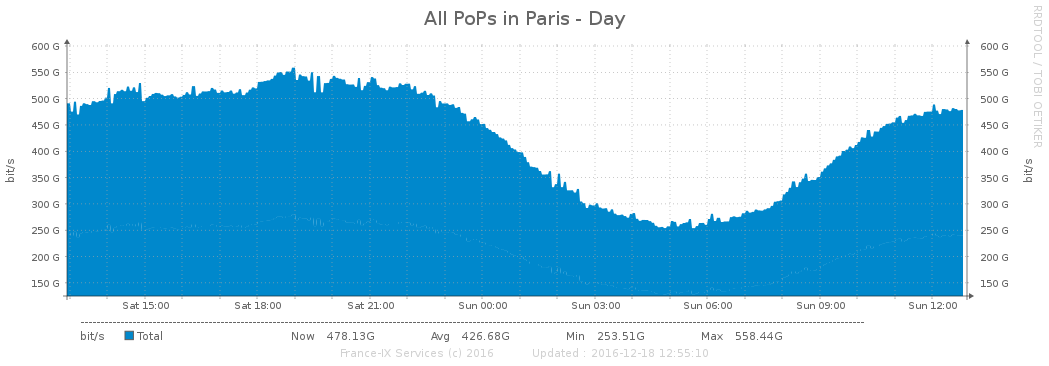 All PoPs in Paris - Day
RRDTOOL / TOBI OETIKER
600 G 600 G
550 G 550 G
500 G 500 G
450 G 450 G
400 G 400 G
350 G 350 G
300 G 300 G
250 G 250 G
200 G 200 G
150 G 150 G
bit/s
bit/s
Sat 15:00 Sat 18:00 Sat 21:00 Sun 00:00 Sun 03:00 Sun 06:00 Sun 09:00 Sun 12:00
bit/s Total Now 478.13G Avg 426.68G Min 253.51G Max 558.44G
France-IX Services (c) 2016 Updated : 2016-12-18 12:55:10